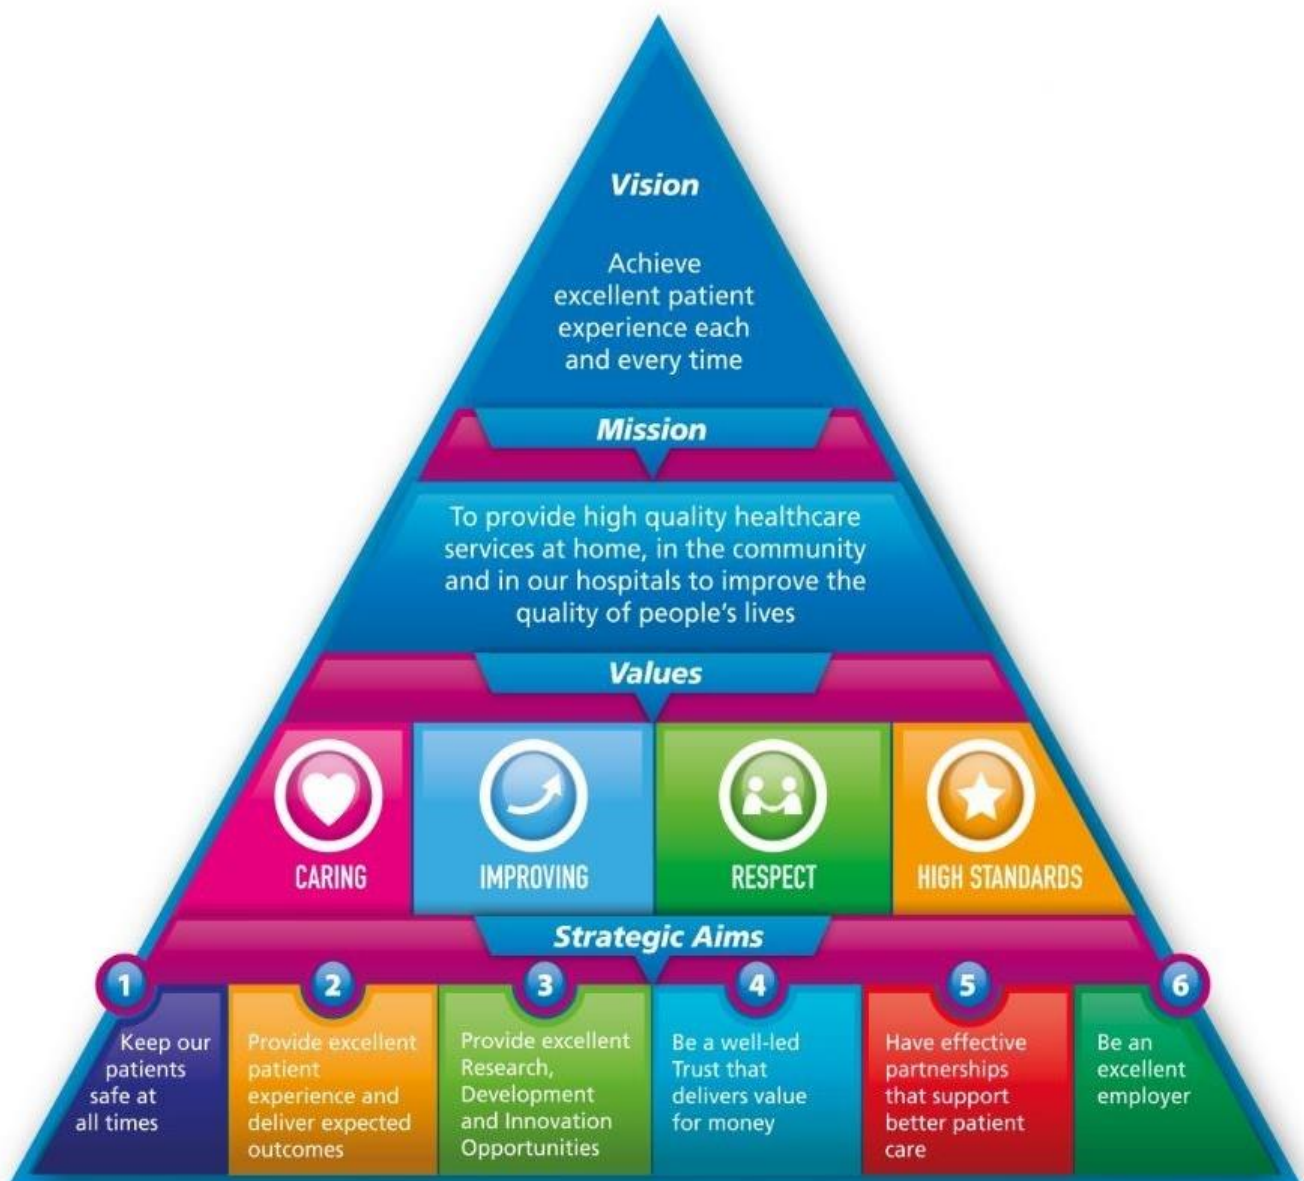 Vision
Achieve
excellent patient
experience each
and every time
Mission
To provide high quality healthcare
services at home, in the community
and in our hospitals to improve the
quality of people's lives
Values
CARING
IMPROVING
RESPECT
HIGH STANDARDS
Strategic Aims
1
Keep our
patients
safe at
all times
2
Provide excellent
patient
experience and
deliver expected
outcomes
3
Provide excellent
Research,
Development
and Innovation
Opportunities
4
Be a well-led
Trust that
delivers value
for money
5
Have effective
partnerships
that support
better patient
care
6
Be an
excellent
employer